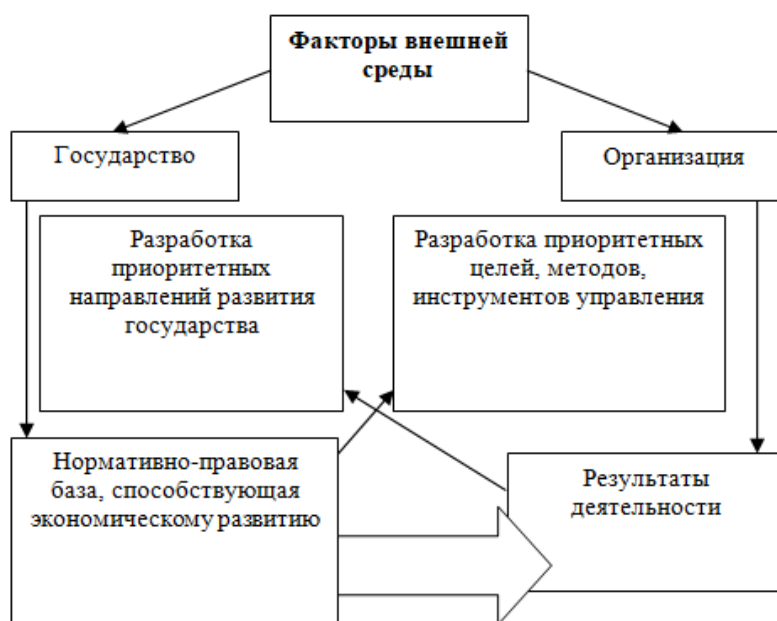 Факторы внешней
среды
Государство
Организация
Разработка
приоритетных
направлений развития
государства
Разработка приоритетных
целей, методов,
инструментов управления
Нормативно-правовая
база, способствующая
экономическому развитию
Результаты
деятельности